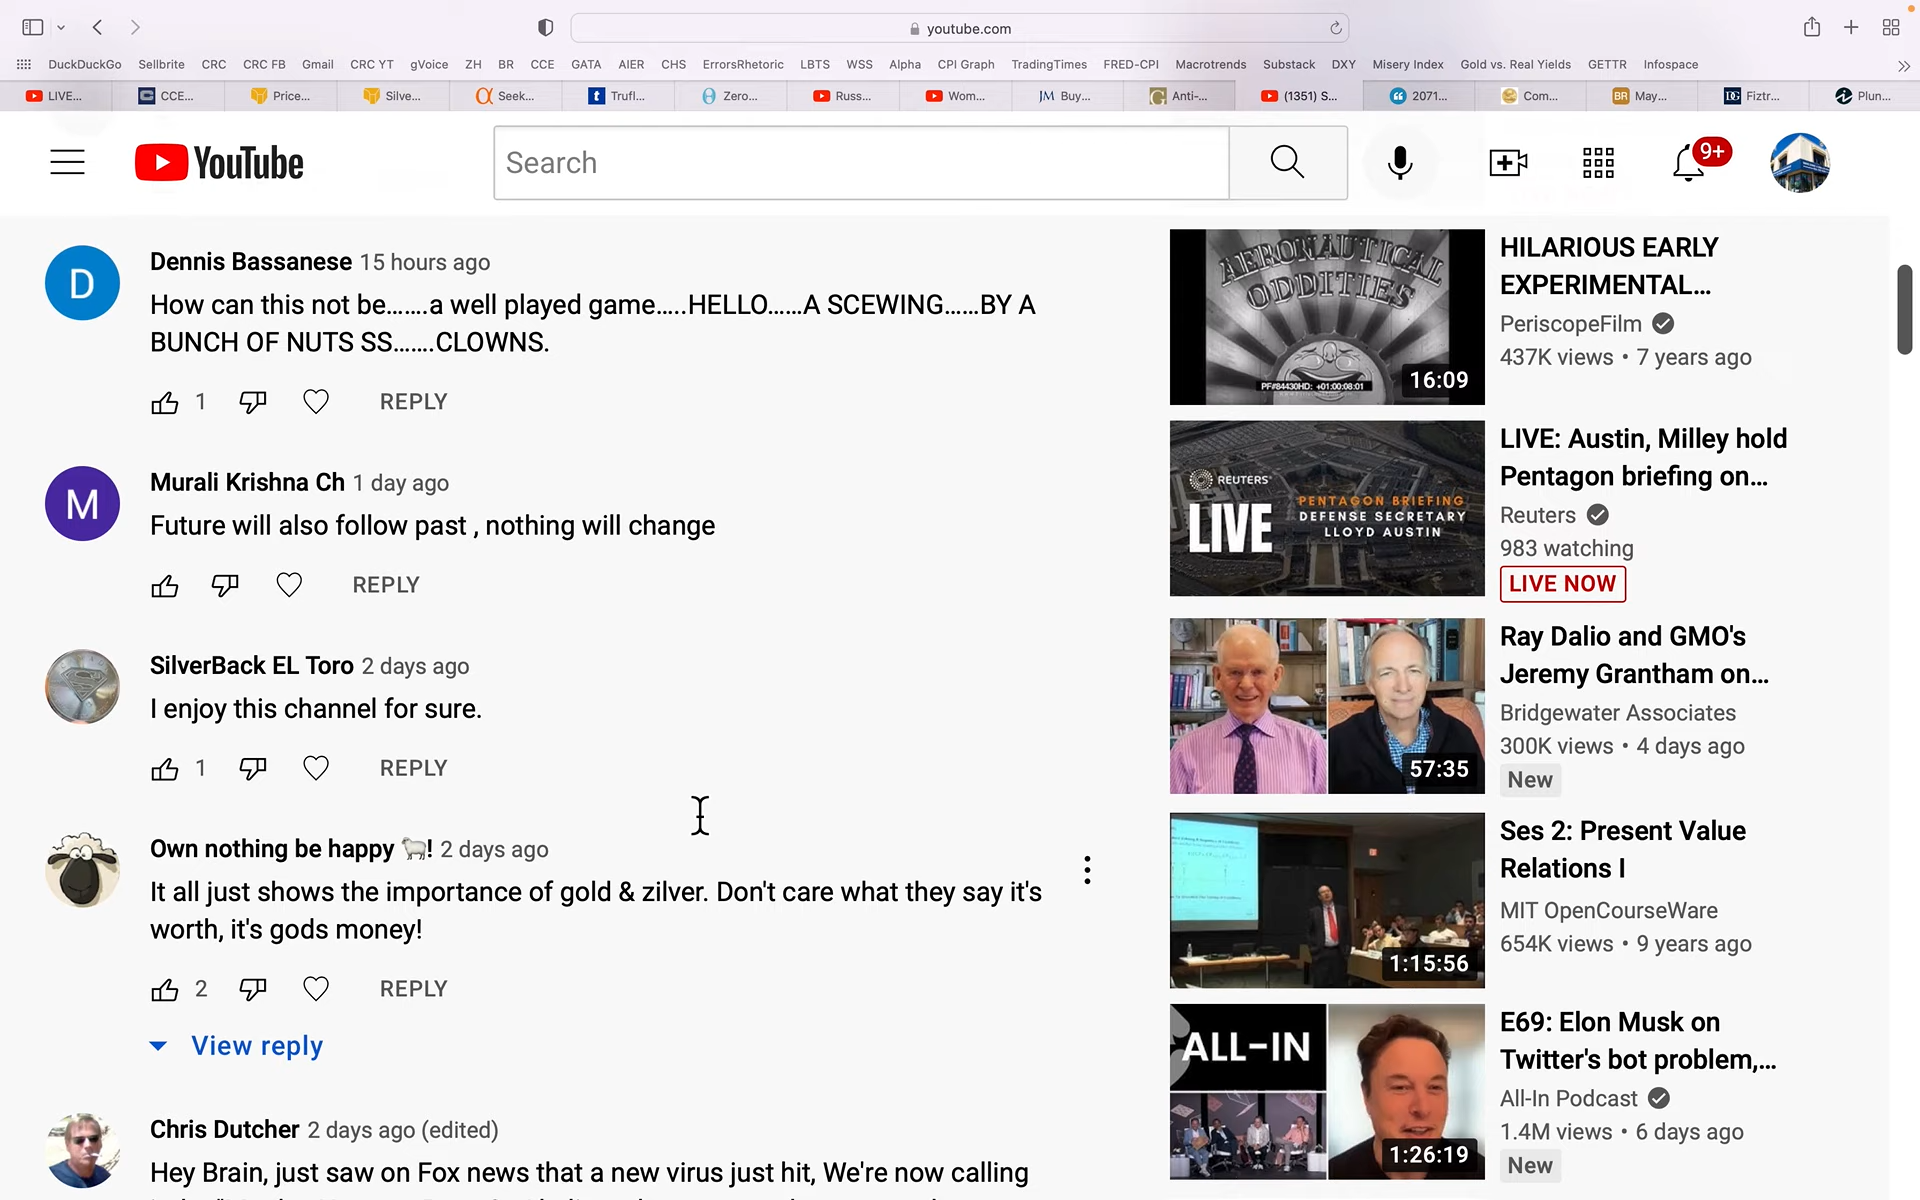 youtube.com
DuckDuckGo Sellbrite CRC CRC FB Gmail CRC YT gVoice ZH BR CCE GATA AIER CHS ErrorsRhetoric LBTS WSS Alpha CPI Graph TradingTimes FRED-CPI Macrotrends Substack DXY Misery Index Gold vs. Real Yields GETTR Infospace
LIVE... CCE... Price... Silve... Seek... Trufl... Zero... Russ... Wom... JM Buy... Anti-... (1351) S... 2071... Com... BR May... DG Fiztr... Plun...
YouTube
Search
9+
D
Dennis Bassanese 15 hours ago
How can this not be.......a well played game.....HELLO......A SCEWING......BY A
BUNCH OF NUTS SS.......CLOWNS.
1 REPLY
M
Murali Krishna Ch 1 day ago
Future will also follow past , nothing will change
REPLY
SilverBack EL Toro 2 days ago
I enjoy this channel for sure.
1 REPLY
Own nothing be happy 🐑! 2 days ago
It all just shows the importance of gold & zilver. Don't care what they say it's
worth, it's gods money!
2 REPLY
View reply
Chris Dutcher 2 days ago (edited)
Hey Brain, just saw on Fox news that a new virus just hit, We're now calling
AERONAUTICAL
ODDITIES
PF#84430HD: +01:00:08:01
16:09
HILARIOUS EARLY
EXPERIMENTAL...
PeriscopeFilm
437K views • 7 years ago
REUTERS
LIVE
PENTAGON BRIEFING
DEFENSE SECRETARY
LLOYD AUSTIN
LIVE: Austin, Milley hold
Pentagon briefing on...
Reuters
983 watching
LIVE NOW
57:35
Ray Dalio and GMO's
Jeremy Grantham on...
Bridgewater Associates
300K views • 4 days ago
New
1:15:56
Ses 2: Present Value
Relations I
MIT OpenCourseWare
654K views • 9 years ago
ALL-IN
1:26:19
E69: Elon Musk on
Twitter's bot problem,...
All-In Podcast
1.4M views • 6 days ago
New